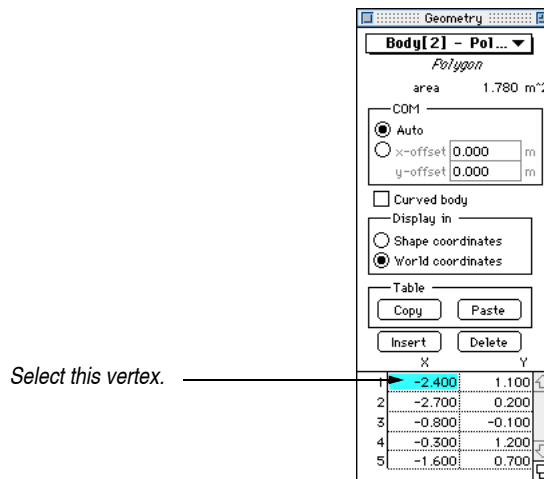 Geometry
Body[2] - Pol...
Polygon
area 1.780 m^2
COM
Auto
x-offset 0.000 m
y-offset 0.000 m
Curved body
Display in
Shape coordinates
World coordinates
Table
Copy Paste
Insert Delete
X Y
Select this vertex.
1 -2.400 1.100
2 -2.700 0.200
3 -0.800 -0.100
4 -0.300 1.200
5 -1.600 0.700